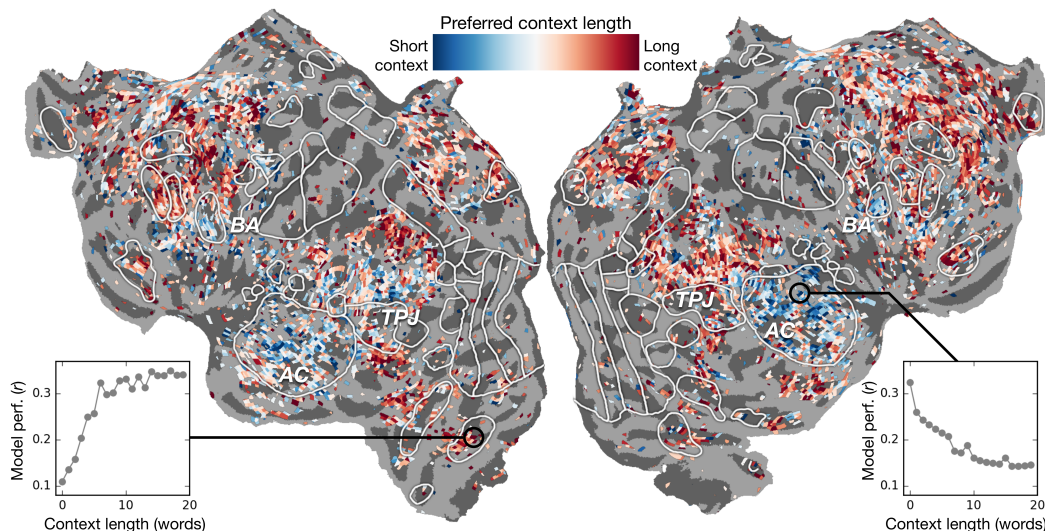 Preferred context length
Short context
Long context
BA
BA
TPJ
TPJ
AC
AC
0.3
0.2
0.1
Model perf. (r)
0
10
20
Context length (words)
0.3
0.2
0.1
Model perf. (r)
0
10
20
Context length (words)